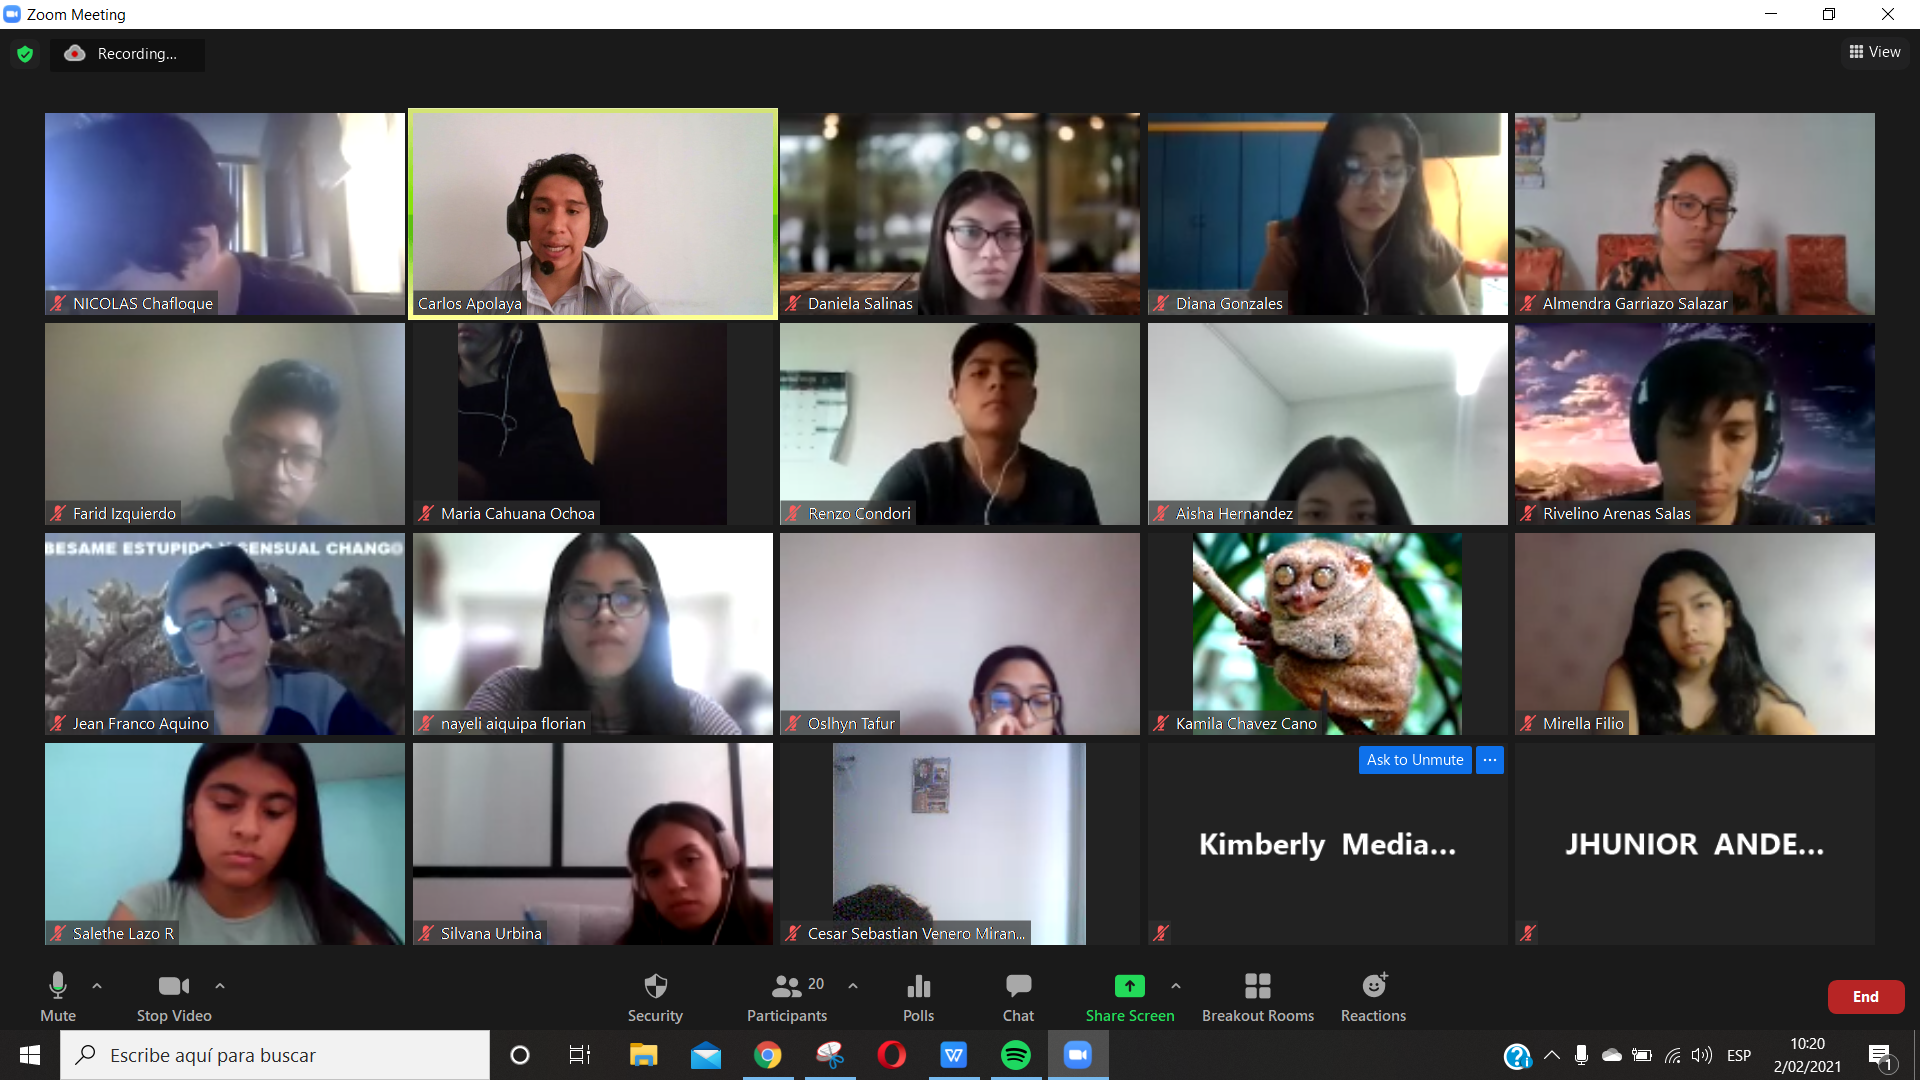 Zoom Meeting
Recording...
View
NICOLAS Chafloque
Carlos Apolaya
Daniela Salinas
Diana Gonzales
Almendra Garriazo Salazar
Farid Izquierdo
Maria Cahuana Ochoa
Renzo Condori
Aisha Hernandez
Rivelino Arenas Salas
BESAME ESTUPIDO Y SENSUAL CHANGO
Jean Franco Aquino
nayeli aiquipa florian
Oslhyn Tafur
Kamila Chavez Cano
Mirella Filio
Ask to Unmute
Kimberly Media...
JHUNIOR ANDE...
Salethe Lazo R
Silvana Urbina
Cesar Sebastian Venero Miran...
Mute
Stop Video
Security
20
Participants
Polls
Chat
Share Screen
Breakout Rooms
Reactions
End
Escribe aquí para buscar
W
ESP
10:20
2/02/2021
1